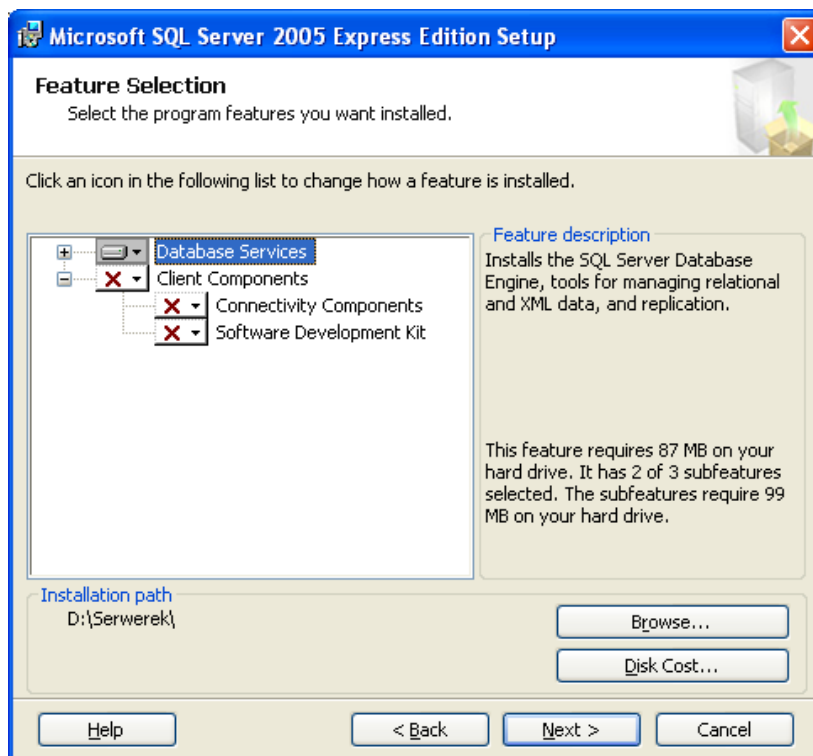 Microsoft SQL Server 2005 Express Edition Setup
Feature Selection
Select the program features you want installed.
Click an icon in the following list to change how a feature is installed.
Database Services
Client Components
Connectivity Components
Software Development Kit
Feature description
Installs the SQL Server Database
Engine, tools for managing relational
and XML data, and replication.
This feature requires 87 MB on your
hard drive. It has 2 of 3 subfeatures
selected. The subfeatures require 99
MB on your hard drive.
Installation path
D:\Serwerek\
Browse...
Disk Cost...
Help
< Back
Next >
Cancel